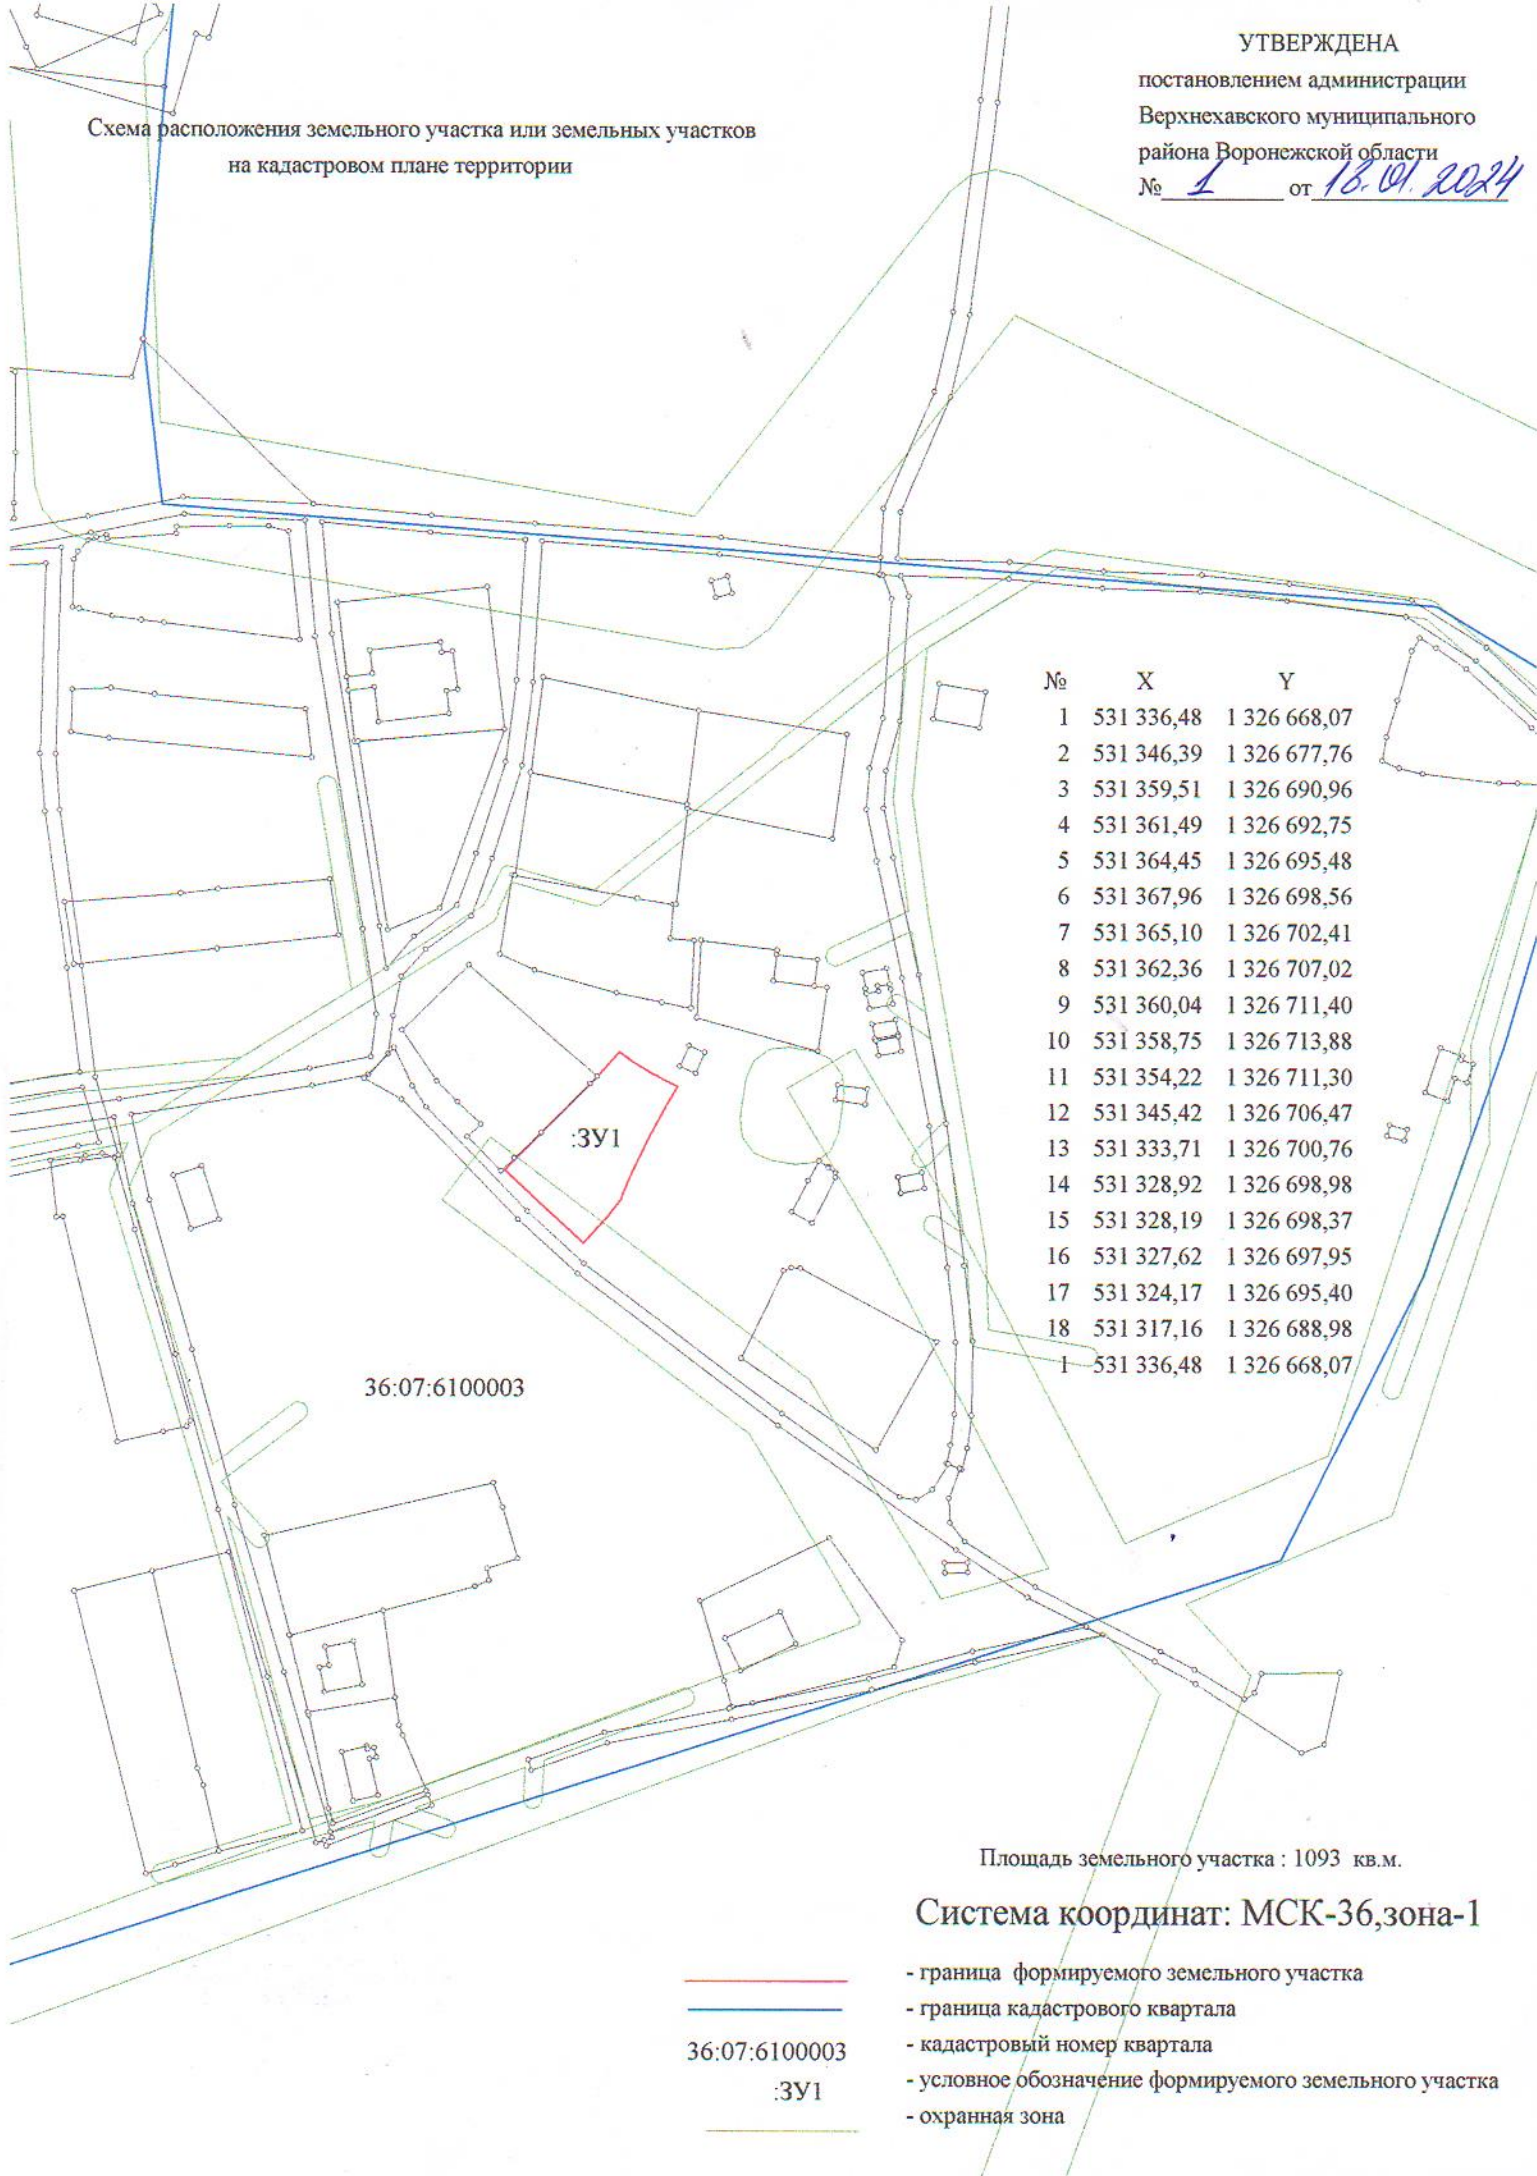 УТВЕРЖДЕНА
постановлением администрации
Верхнехавского муниципального
района Воронежской области
№ 1 от 18.01.2024
Схема расположения земельного участка или земельных участков
на кадастровом плане территории
№ X Y
1 531 336,48 1 326 668,07
2 531 346,39 1 326 677,76
3 531 359,51 1 326 690,96
4 531 361,49 1 326 692,75
5 531 364,45 1 326 695,48
6 531 367,96 1 326 698,56
7 531 365,10 1 326 702,41
8 531 362,36 1 326 707,02
9 531 360,04 1 326 711,40
10 531 358,75 1 326 713,88
11 531 354,22 1 326 711,30
12 531 345,42 1 326 706,47
13 531 333,71 1 326 700,76
14 531 328,92 1 326 698,98
15 531 328,19 1 326 698,37
16 531 327,62 1 326 697,95
17 531 324,17 1 326 695,40
18 531 317,16 1 326 688,98
1 531 336,48 1 326 668,07
:ЗУ1
36:07:6100003
Площадь земельного участка : 1093 кв.м.
Система координат: МСК-36,зона-1
- граница формируемого земельного участка
- граница кадастрового квартала
36:07:6100003 - кадастровый номер квартала
:ЗУ1 - условное обозначение формируемого земельного участка
- охранная зона